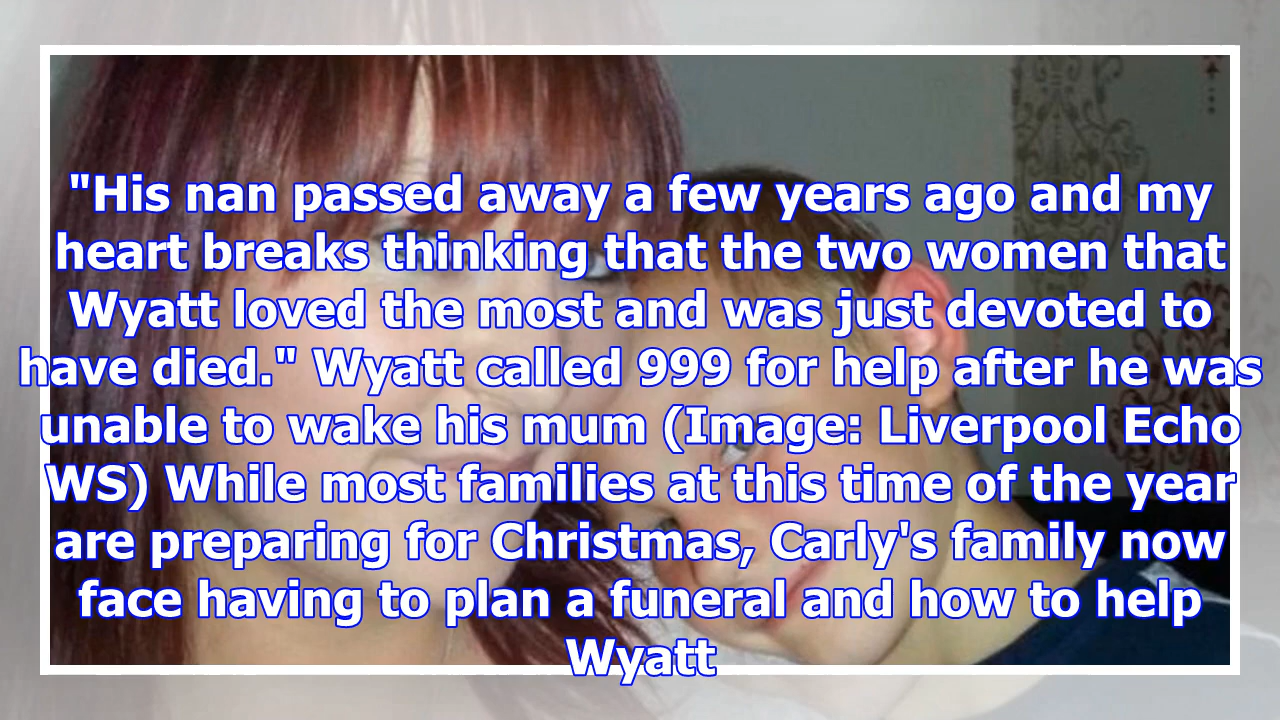 "His nan passed away a few years ago and my
heart breaks thinking that the two women that
Wyatt loved the most and was just devoted to
have died." Wyatt called 999 for help after he was
unable to wake his mum (Image: Liverpool Echo
WS) While most families at this time of the year
are preparing for Christmas, Carly's family now
face having to plan a funeral and how to help
Wyatt